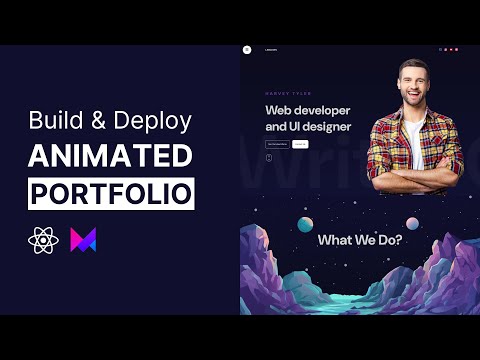 Build & Deploy
ANIMATED
PORTFOLIO
HARVEY TYLER
Web developer
and UI designer
What We Do?